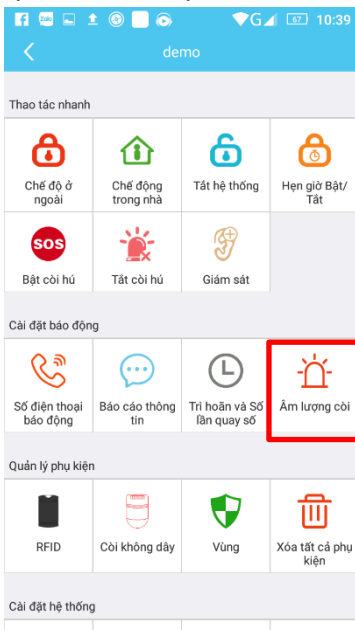 67 10:39
demo
Thao tác nhanh
Chế độ ở
ngoài
Chế động
trong nhà
Tắt hệ thống
Hẹn giờ Bật/
Tắt
SOS
Bật còi hú
Tắt còi hú
Giám sát
Cài đặt báo động
Số điện thoại
báo động
Báo cáo thông
tin
Trì hoãn và Số
lần quay số
Âm lượng còi
Quản lý phụ kiện
RFID
Còi không dây
Vùng
Xóa tất cả phụ
kiện
Cài đặt hệ thống